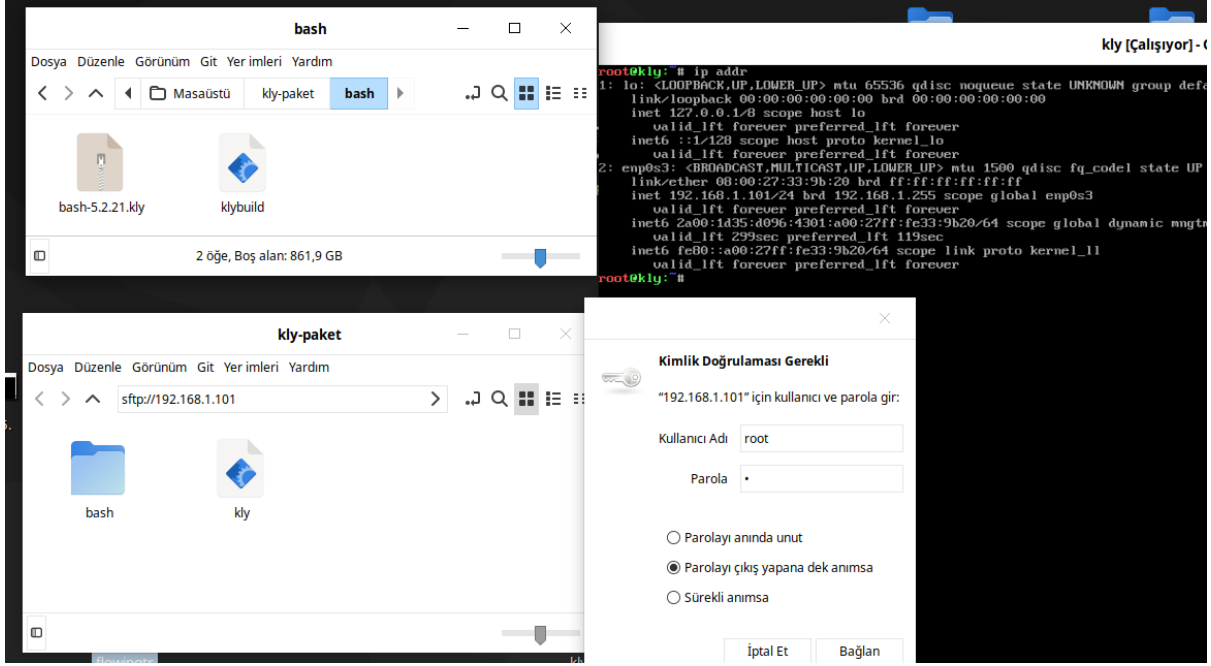 bash
Dosya Düzenle Görünüm Git Yer imleri Yardım
Masaüstü kly-paket bash
bash-5.2.21.kly klybuild
2 öğe, Boş alan: 861,9 GB
kly-paket
Dosya Düzenle Görünüm Git Yer imleri Yardım
sftp://192.168.1.101
bash kly
kly [Çalışıyor] -
root@kly:~# ip addr
1: lo: <LOOPBACK,UP,LOWER_UP> mtu 65536 qdisc noqueue state UNKNOWN group defa
link/loopback 00:00:00:00:00:00 brd 00:00:00:00:00:00
inet 127.0.0.1/8 scope host lo
valid_lft forever preferred_lft forever
inet6 ::1/128 scope host proto kernel_lo
valid_lft forever preferred_lft forever
2: enp0s3: <BROADCAST,MULTICAST,UP,LOWER_UP> mtu 1500 qdisc fq_codel state UP
link/ether 08:00:27:33:9b:20 brd ff:ff:ff:ff:ff:ff
inet 192.168.1.101/24 brd 192.168.1.255 scope global enp0s3
valid_lft forever preferred_lft forever
inet6 2a00:1d35:d096:4301:a00:27ff:fe33:9b20/64 scope global dynamic mngtm
valid_lft 299sec preferred_lft 119sec
inet6 fe80::a00:27ff:fe33:9b20/64 scope link proto kernel_ll
valid_lft forever preferred_lft forever
root@kly:~#
Kimlik Doğrulaması Gerekli
“192.168.1.101” için kullanıcı ve parola gir:
Kullanıcı Adı root
Parola •
Parolayı anında unut
Parolayı çıkış yapana dek anımsa
Sürekli anımsa
İptal Et Bağlan